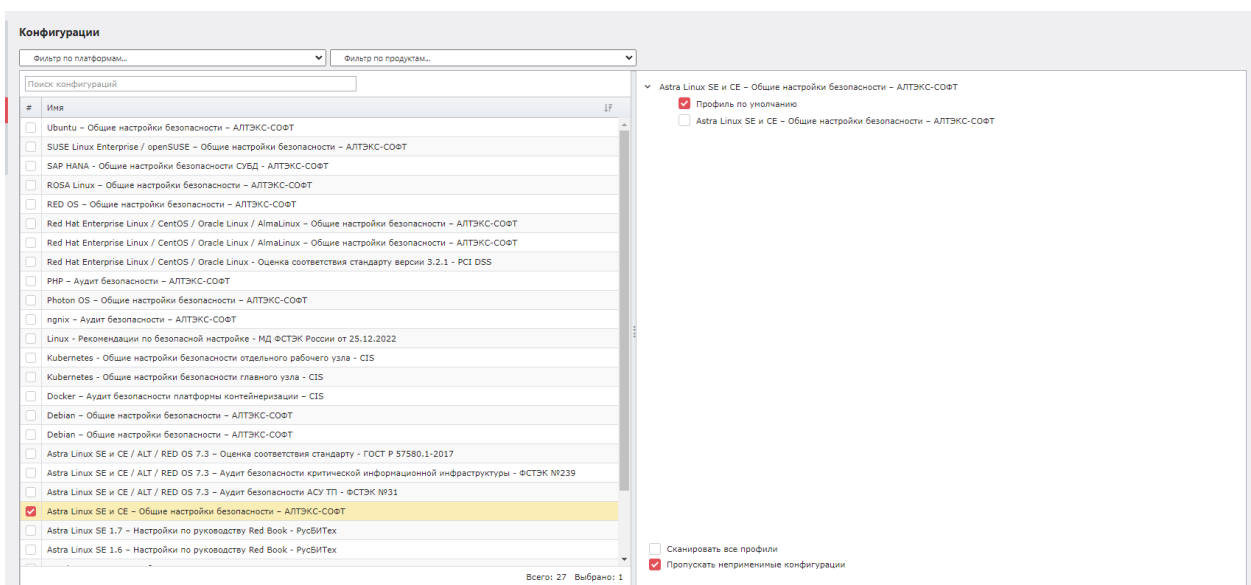 Конфигурации
Фильтр по платформам...
Фильтр по продуктам...
Поиск конфигураций
# Имя
Ubuntu – Общие настройки безопасности – АЛТЭКС-СОФТ
SUSE Linux Enterprise / openSUSE – Общие настройки безопасности – АЛТЭКС-СОФТ
SAP HANA - Общие настройки безопасности СУБД - АЛТЭКС-СОФТ
ROSA Linux – Общие настройки безопасности – АЛТЭКС-СОФТ
RED OS – Общие настройки безопасности – АЛТЭКС-СОФТ
Red Hat Enterprise Linux / CentOS / Oracle Linux / AlmaLinux – Общие настройки безопасности – АЛТЭКС-СОФТ
Red Hat Enterprise Linux / CentOS / Oracle Linux / AlmaLinux – Общие настройки безопасности – АЛТЭКС-СОФТ
Red Hat Enterprise Linux / CentOS / Oracle Linux - Оценка соответствия стандарту версии 3.2.1 - PCI DSS
PHP – Аудит безопасности – АЛТЭКС-СОФТ
Photon OS – Общие настройки безопасности – АЛТЭКС-СОФТ
ngnix – Аудит безопасности – АЛТЭКС-СОФТ
Linux - Рекомендации по безопасной настройке - МД ФСТЭК России от 25.12.2022
Kubernetes - Общие настройки безопасности отдельного рабочего узла - CIS
Kubernetes - Общие настройки безопасности главного узла - CIS
Docker – Аудит безопасности платформы контейнеризации – CIS
Debian – Общие настройки безопасности – АЛТЭКС-СОФТ
Debian – Общие настройки безопасности – АЛТЭКС-СОФТ
Astra Linux SE и CE / ALT / RED OS 7.3 – Оценка соответствия стандарту - ГОСТ Р 57580.1-2017
Astra Linux SE и CE / ALT / RED OS 7.3 – Аудит безопасности критической информационной инфраструктуры - ФСТЭК №239
Astra Linux SE и CE / ALT / RED OS 7.3 – Аудит безопасности АСУ ТП - ФСТЭК №31
Astra Linux SE и CE – Общие настройки безопасности – АЛТЭКС-СОФТ
Astra Linux SE 1.7 – Настройки по руководству Red Book - РусБИТех
Astra Linux SE 1.6 – Настройки по руководству Red Book - РусБИТех
Всего: 27 Выбрано: 1
Astra Linux SE и CE – Общие настройки безопасности – АЛТЭКС-СОФТ
Профиль по умолчанию
Astra Linux SE и CE – Общие настройки безопасности – АЛТЭКС-СОФТ
Сканировать все профили
Пропускать неприменимые конфигурации